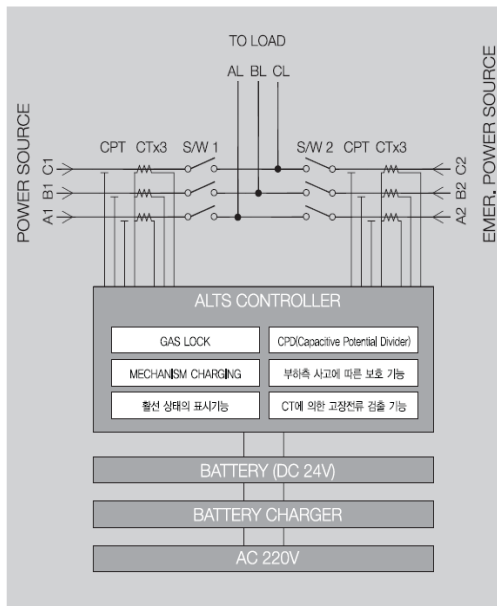 TO LOAD
AL BL CL
POWER SOURCE
EMER. POWER SOURCE
CPT CTx3 S/W 1 S/W 2 CPT CTx3
C1 C2
B1 B2
A1 A2
ALTS CONTROLLER
GAS LOCK CPD(Capacitive Potential Divider)
MECHANISM CHARGING 부하측 사고에 따른 보호 기능
활선 상태의 표시기능 CT에 의한 고장전류 검출 기능
BATTERY (DC 24V)
BATTERY CHARGER
AC 220V